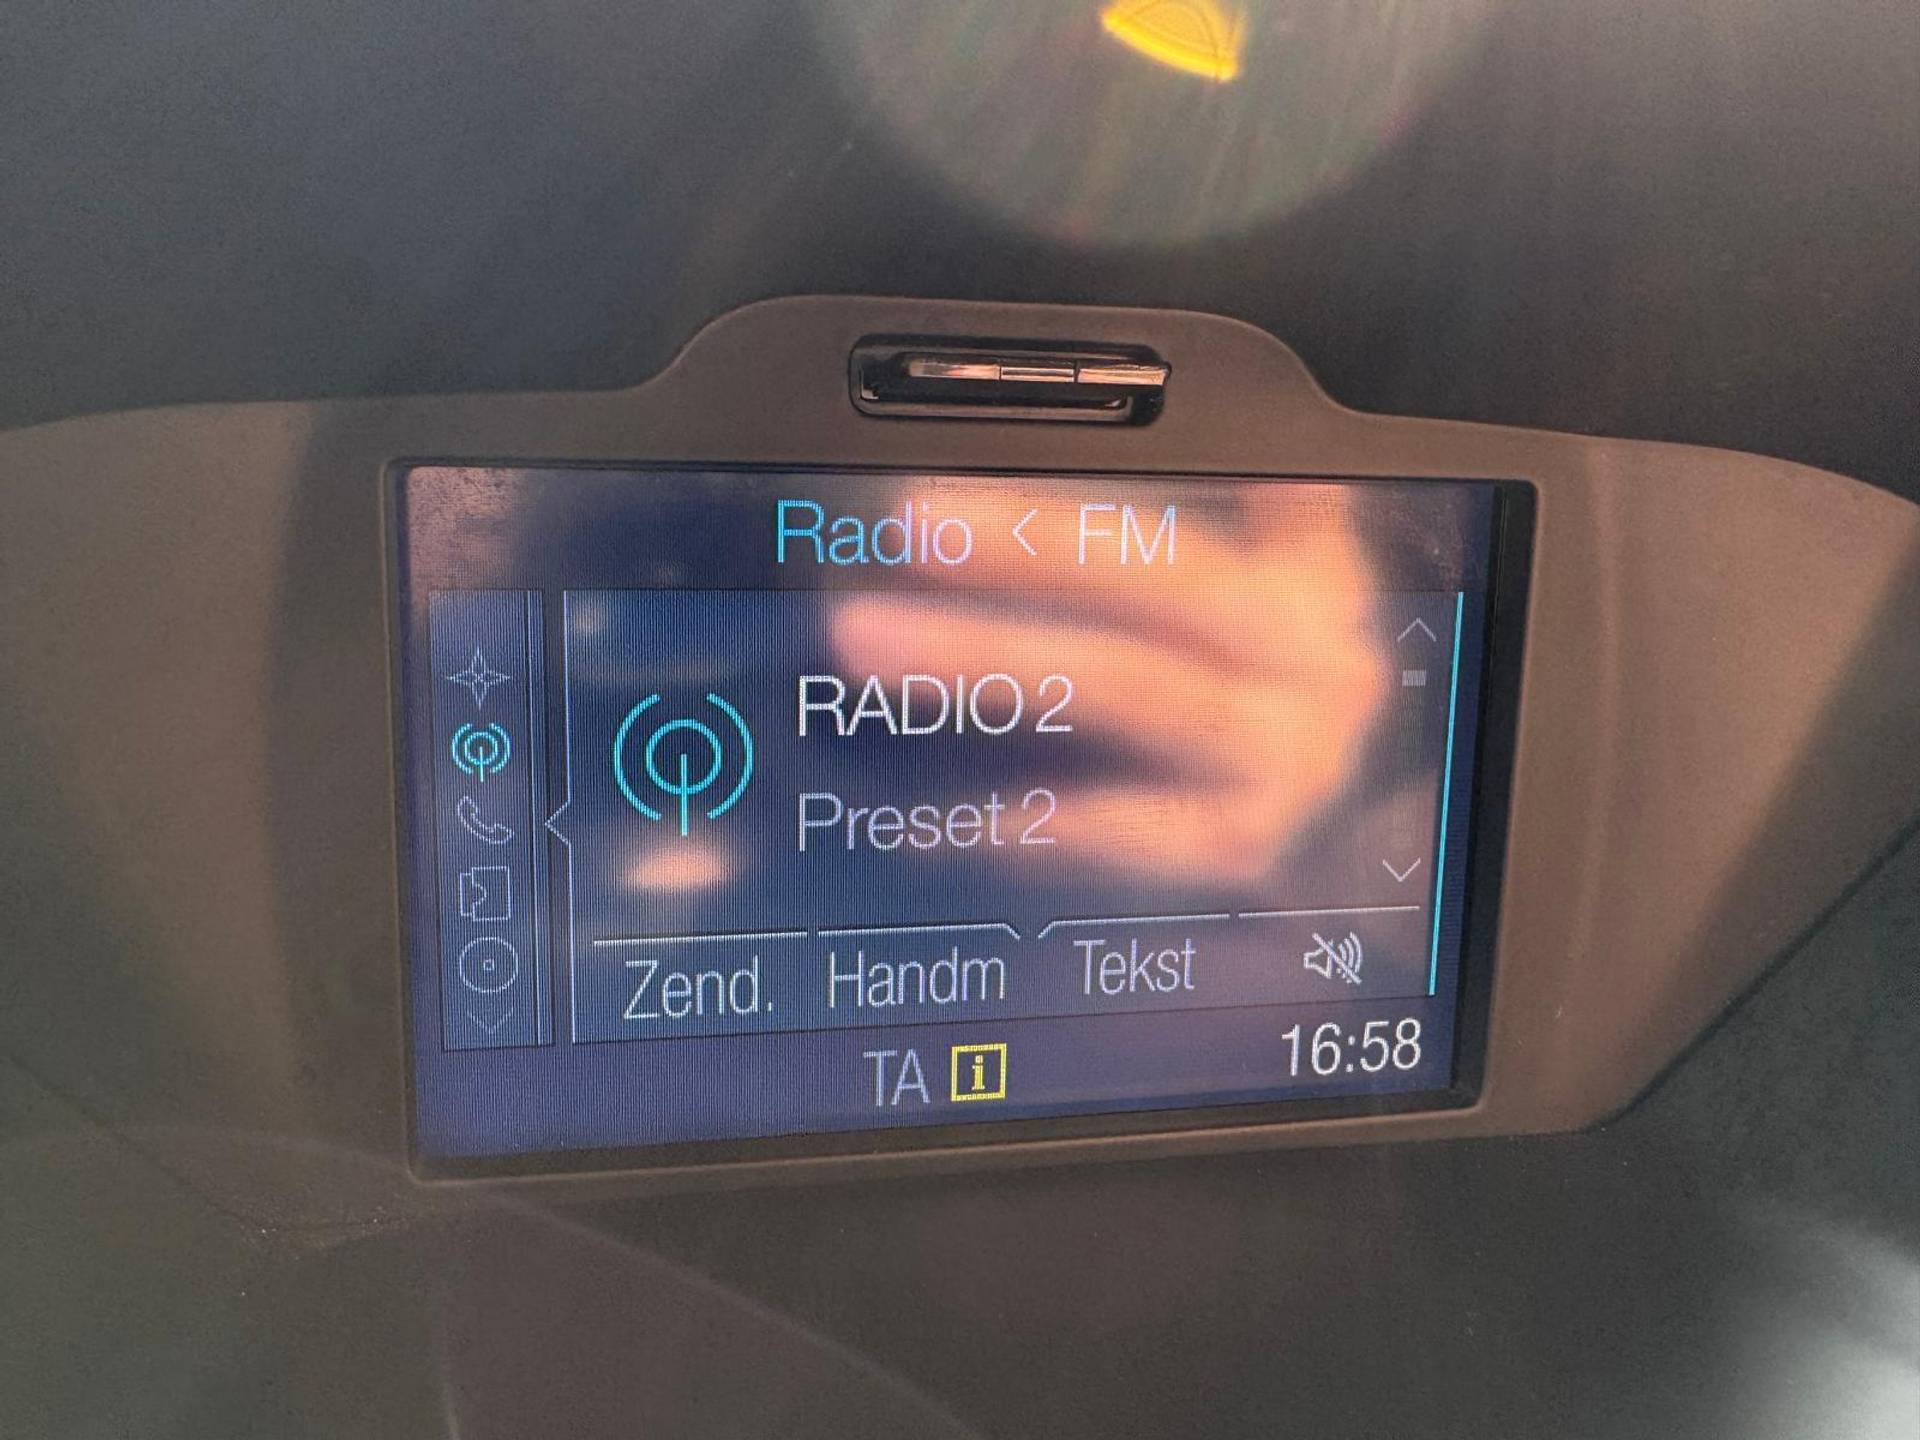 Radio < FM
RADIO 2
Preset 2
Zend. Handm Tekst
TA i 16:58